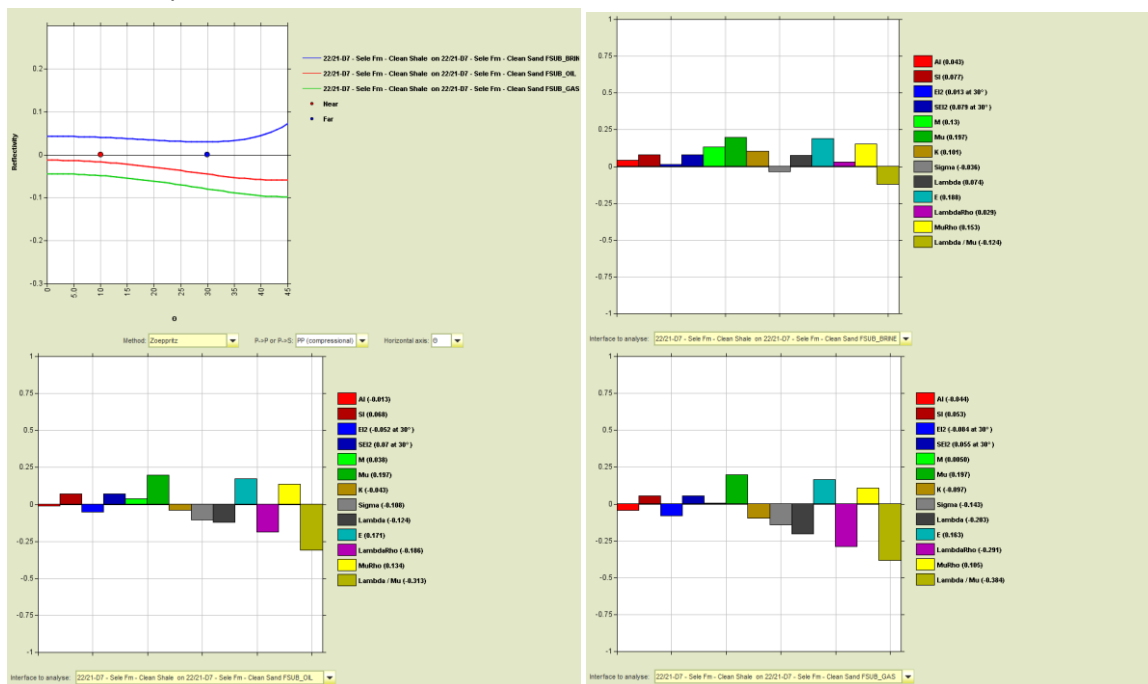 0.2
0.1
0
-0.1
-0.2
-0.3
Reflectivity
0
5.0
10
15
20
25
30
35
40
45
Θ
22/21-D7 - Sele Fm - Clean Shale on 22/21-D7 - Sele Fm - Clean Sand FSUB_BRIN
22/21-D7 - Sele Fm - Clean Shale on 22/21-D7 - Sele Fm - Clean Sand FSUB_OIL
22/21-D7 - Sele Fm - Clean Shale on 22/21-D7 - Sele Fm - Clean Sand FSUB_GAS
Near
Far
Method: Zoeppritz P->P or P->S: PP (compressional) Horizontal axis: Θ
1
0.75
0.5
0.25
0
-0.25
-0.5
-0.75
-1
AI (0.043)
SI (0.077)
EI2 (0.013 at 30°)
SEI2 (0.079 at 30°)
M (0.13)
Mu (0.197)
K (0.101)
Sigma (-0.036)
Lambda (0.074)
E (0.188)
LambdaRho (0.029)
MuRho (0.153)
Lambda / Mu (-0.124)
Interface to analyse: 22/21-D7 - Sele Fm - Clean Shale on 22/21-D7 - Sele Fm - Clean Sand FSUB_BRINE
1
0.75
0.5
0.25
0
-0.25
-0.5
-0.75
-1
AI (-0.013)
SI (0.068)
EI2 (-0.052 at 30°)
SEI2 (0.07 at 30°)
M (0.038)
Mu (0.197)
K (-0.043)
Sigma (-0.108)
Lambda (-0.124)
E (0.171)
LambdaRho (-0.186)
MuRho (0.134)
Lambda / Mu (-0.313)
Interface to analyse: 22/21-D7 - Sele Fm - Clean Shale on 22/21-D7 - Sele Fm - Clean Sand FSUB_OIL
1
0.75
0.5
0.25
0
-0.25
-0.5
-0.75
-1
AI (-0.044)
SI (0.053)
EI2 (-0.084 at 30°)
SEI2 (0.055 at 30°)
M (0.0058)
Mu (0.197)
K (-0.097)
Sigma (-0.143)
Lambda (-0.203)
E (0.163)
LambdaRho (-0.291)
MuRho (0.105)
Lambda / Mu (-0.384)
Interface to analyse: 22/21-D7 - Sele Fm - Clean Shale on 22/21-D7 - Sele Fm - Clean Sand FSUB_GAS